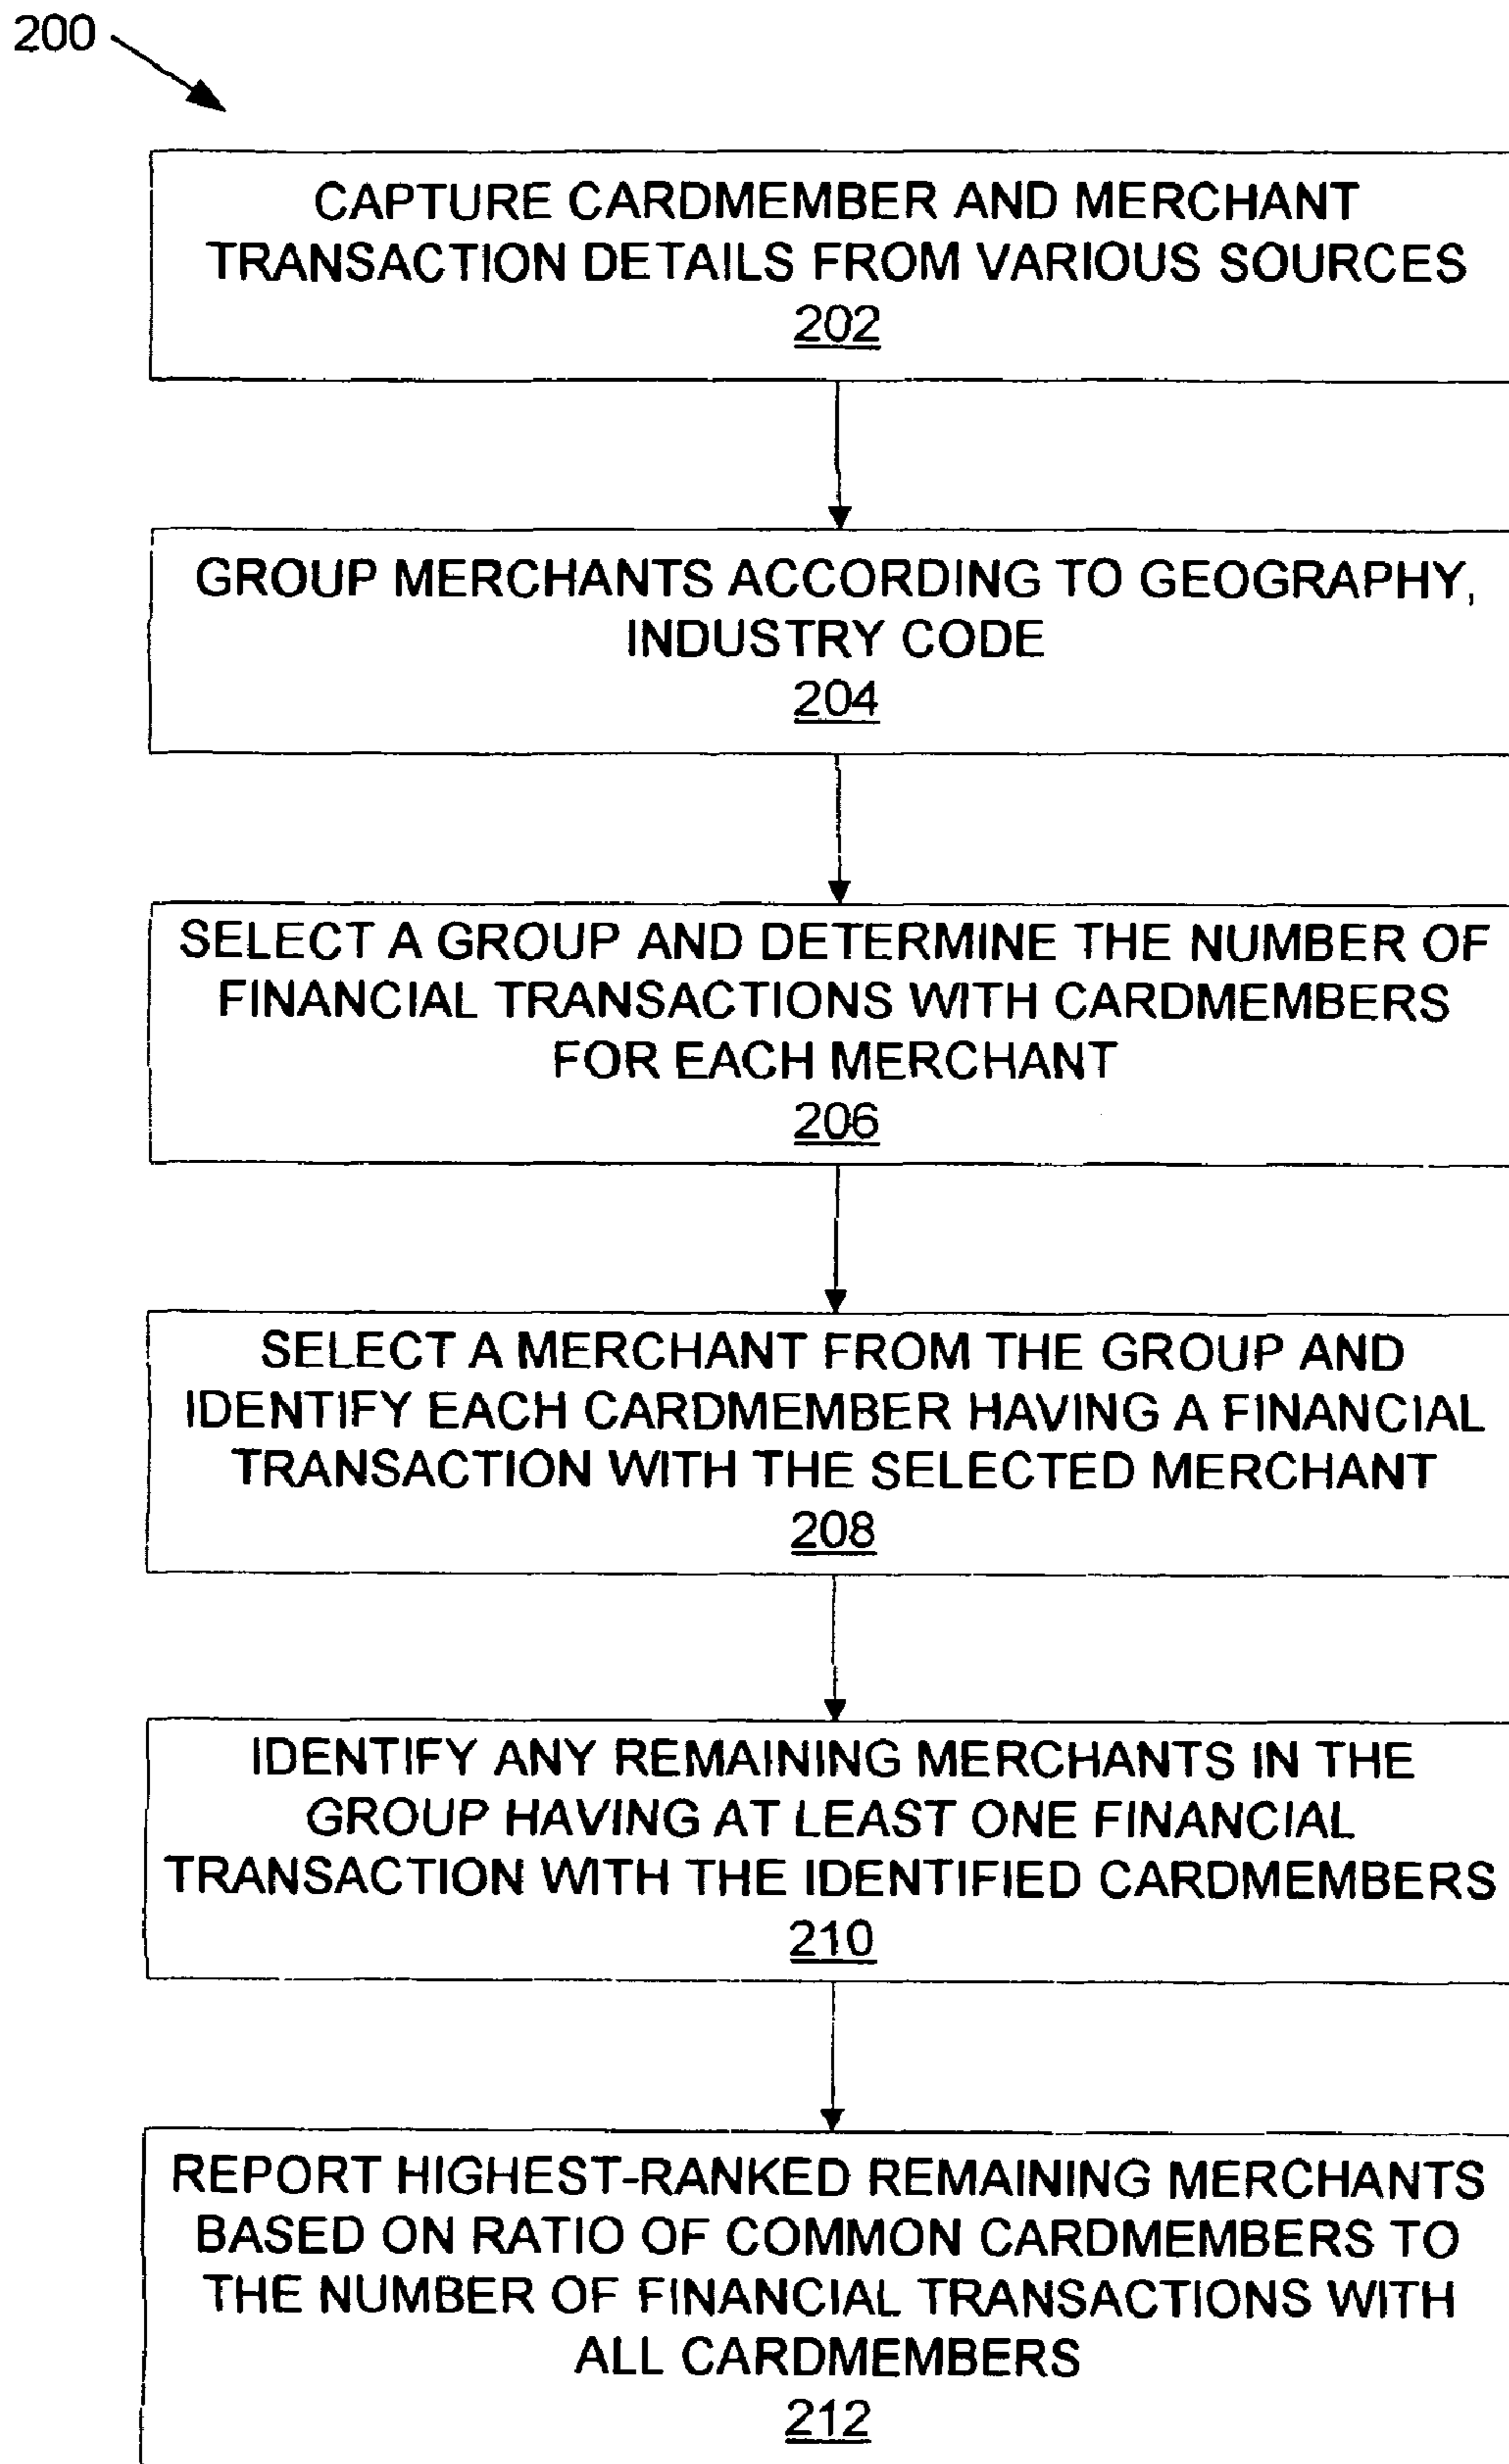 200
CAPTURE CARDMEMBER AND MERCHANT
TRANSACTION DETAILS FROM VARIOUS SOURCES
202
GROUP MERCHANTS ACCORDING TO GEOGRAPHY,
INDUSTRY CODE
204
SELECT A GROUP AND DETERMINE THE NUMBER OF
FINANCIAL TRANSACTIONS WITH CARDMEMBERS
FOR EACH MERCHANT
206
SELECT A MERCHANT FROM THE GROUP AND
IDENTIFY EACH CARDMEMBER HAVING A FINANCIAL
TRANSACTION WITH THE SELECTED MERCHANT
208
IDENTIFY ANY REMAINING MERCHANTS IN THE
GROUP HAVING AT LEAST ONE FINANCIAL
TRANSACTION WITH THE IDENTIFIED CARDMEMBERS
210
REPORT HIGHEST-RANKED REMAINING MERCHANTS
BASED ON RATIO OF COMMON CARDMEMBERS TO
THE NUMBER OF FINANCIAL TRANSACTIONS WITH
ALL CARDMEMBERS
212